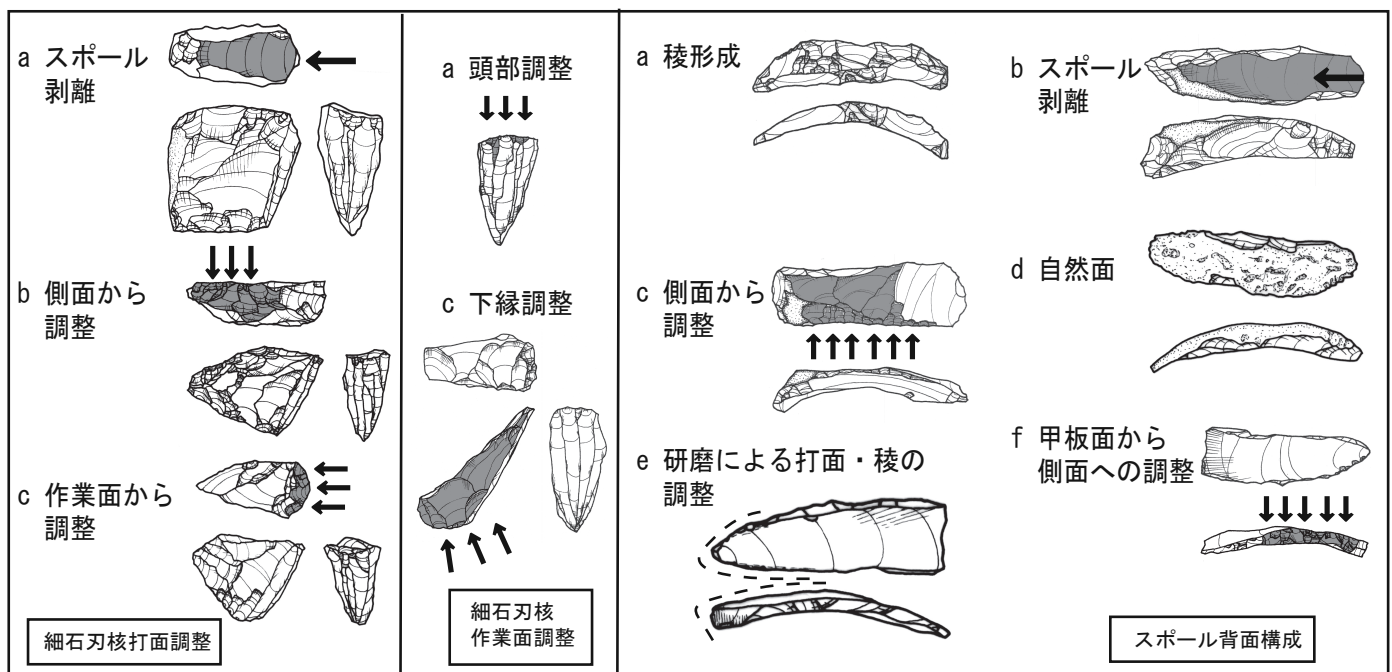 a スポール
剥離
b 側面から
調整
c 作業面から
調整
細石刃核打面調整
a 頭部調整
c 下縁調整
細石刃核
作業面調整
a 稜形成
b スポール
剥離
c 側面から
調整
d 自然面
e 研磨による打面・稜の
調整
f 甲板面から
側面への調整
スポール背面構成